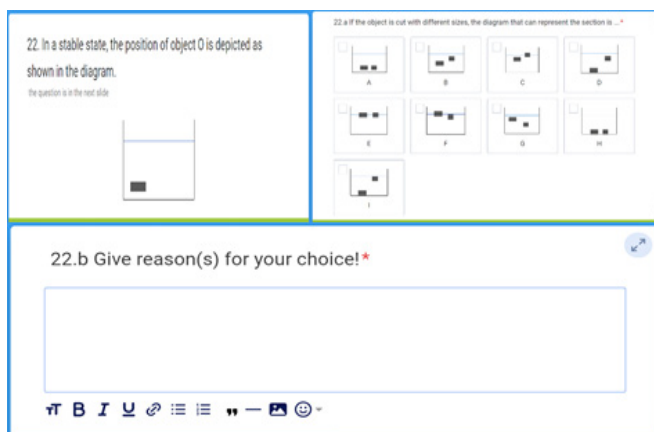 22. In a stable state, the position of object O is depicted as
shown in the diagram.
the question is in the next slide
22.a If the object is cut with different sizes, the diagram that can represent the section is ...*
A
B
C
D
E
F
G
H
I
22.b Give reason(s) for your choice!*